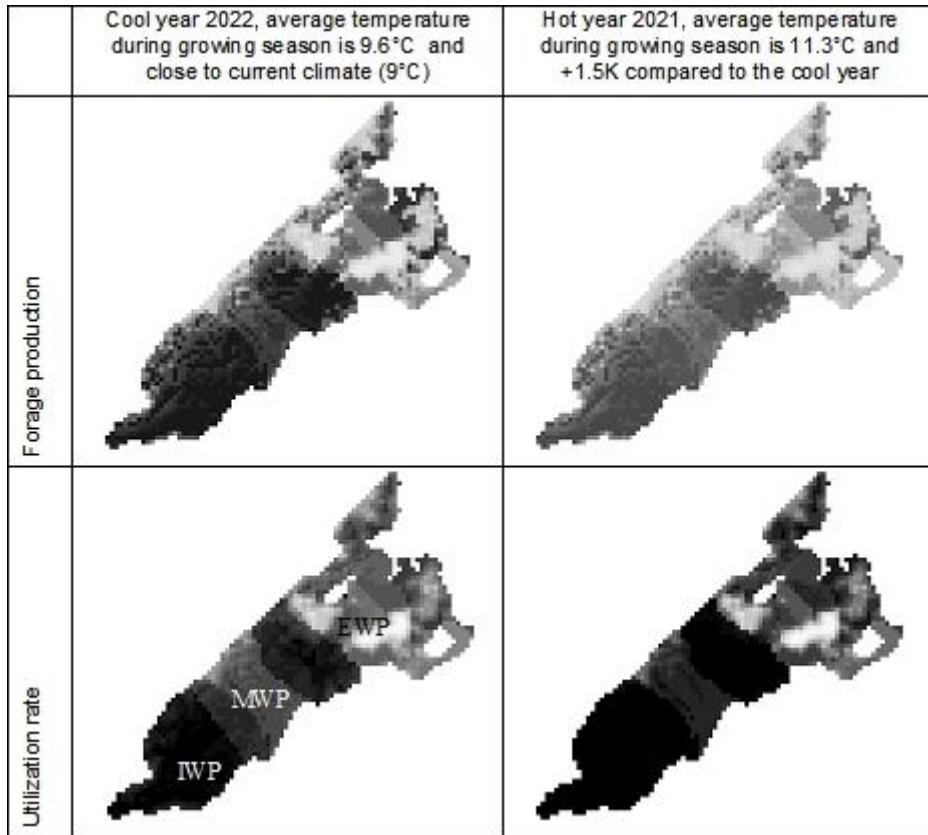 Cool year 2022, average temperature
during growing season is 9.6°C and
close to current climate (9°C)
Hot year 2021, average temperature
during growing season is 11.3°C and
+1.5K compared to the cool year
Forage production
Utilization rate
EWP
MWP
IWP